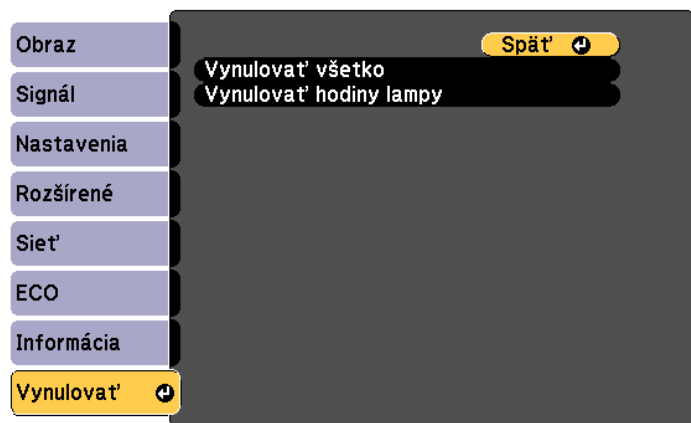 Obraz
Signál
Nastavenia
Rozšírené
Sieť
ECO
Informácia
Vynulovať
Späť
Vynulovať všetko
Vynulovať hodiny lampy